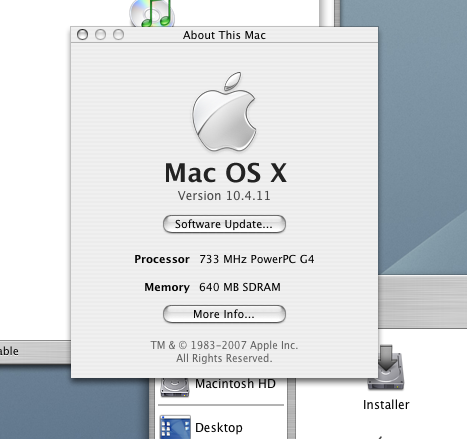 About This Mac
Mac OS X
Version 10.4.11
Software Update...
Processor 733 MHz PowerPC G4
Memory 640 MB SDRAM
More Info...
TM & © 1983-2007 Apple Inc.
All Rights Reserved.
able
Macintosh HD
Installer
Desktop